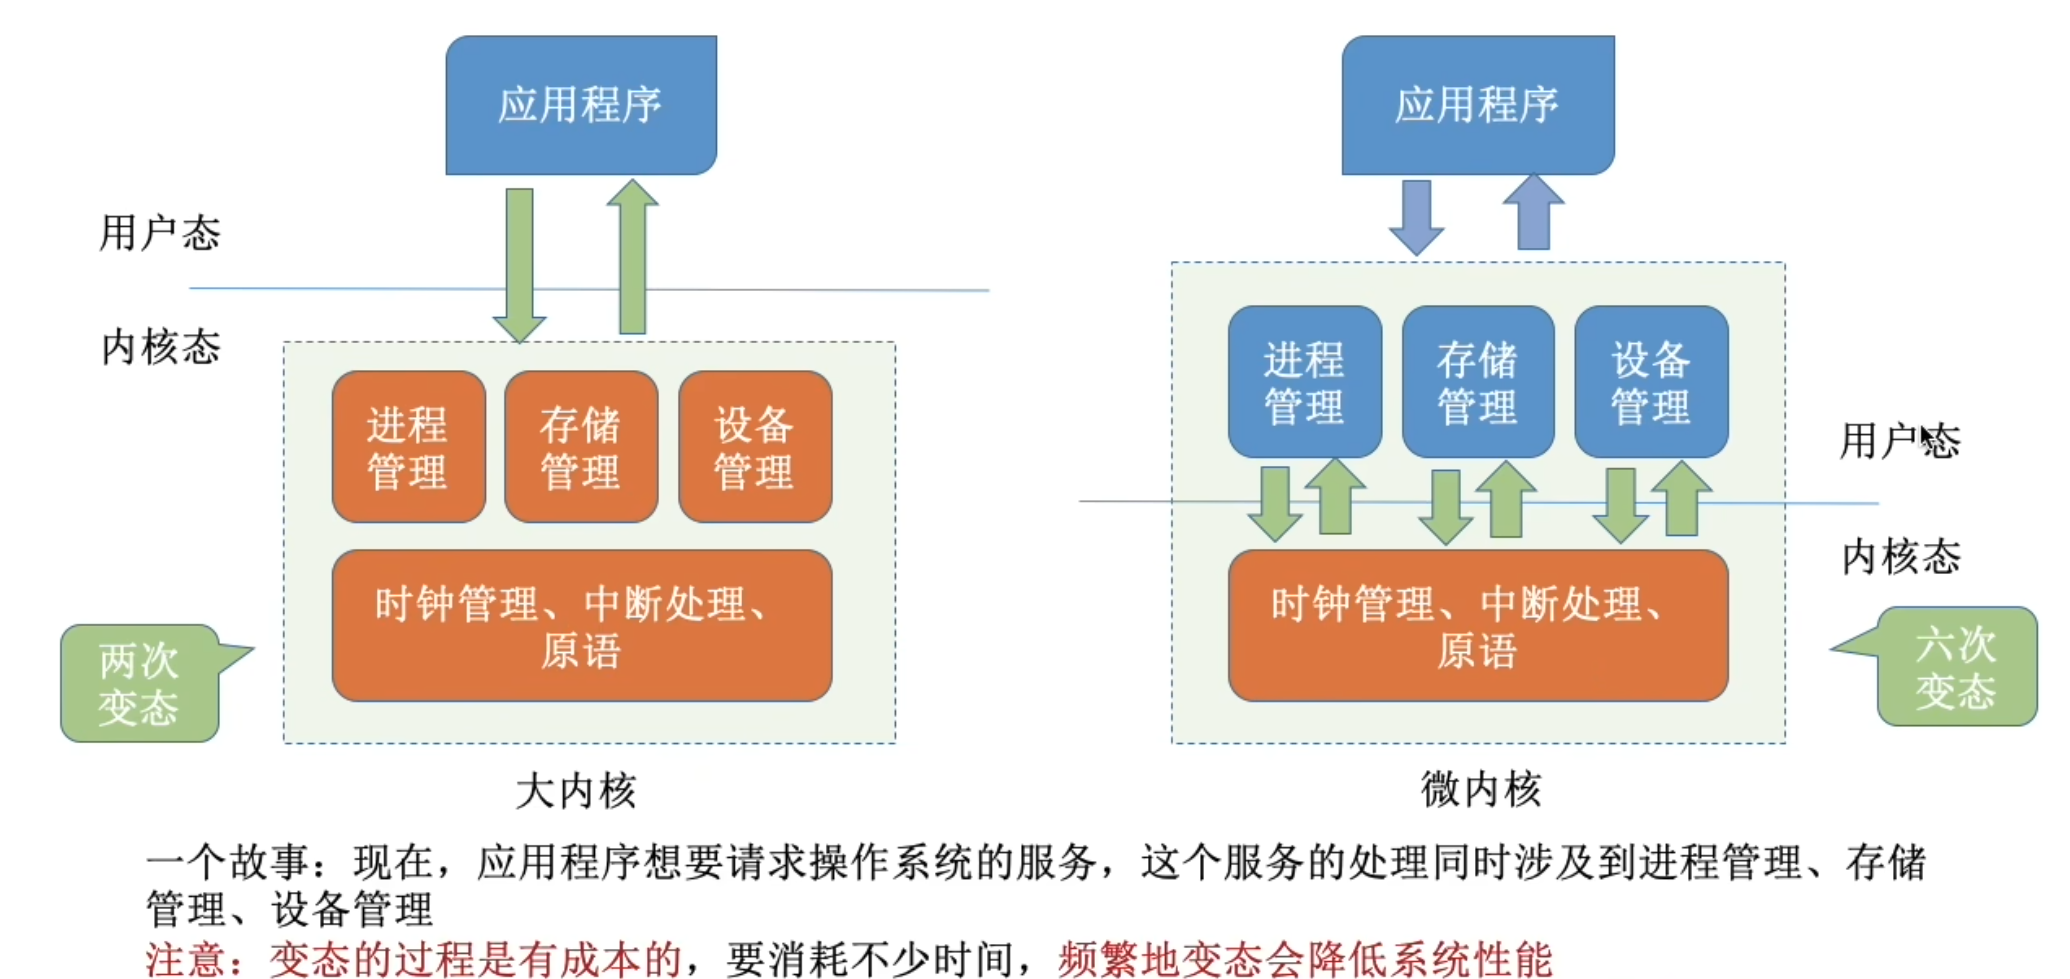 应用程序
用户态
内核态
进程
管理
存储
管理
设备
管理
时钟管理、中断处理、
原语
两次
变态
大内核
应用程序
进程
管理
存储
管理
设备
管理
用户态
内核态
时钟管理、中断处理、
原语
六次
变态
微内核
一个故事：现在，应用程序想要请求操作系统的服务，这个服务的处理同时涉及到进程管理、存储
管理、设备管理
注意：变态的过程是有成本的，要消耗不少时间，频繁地变态会降低系统性能